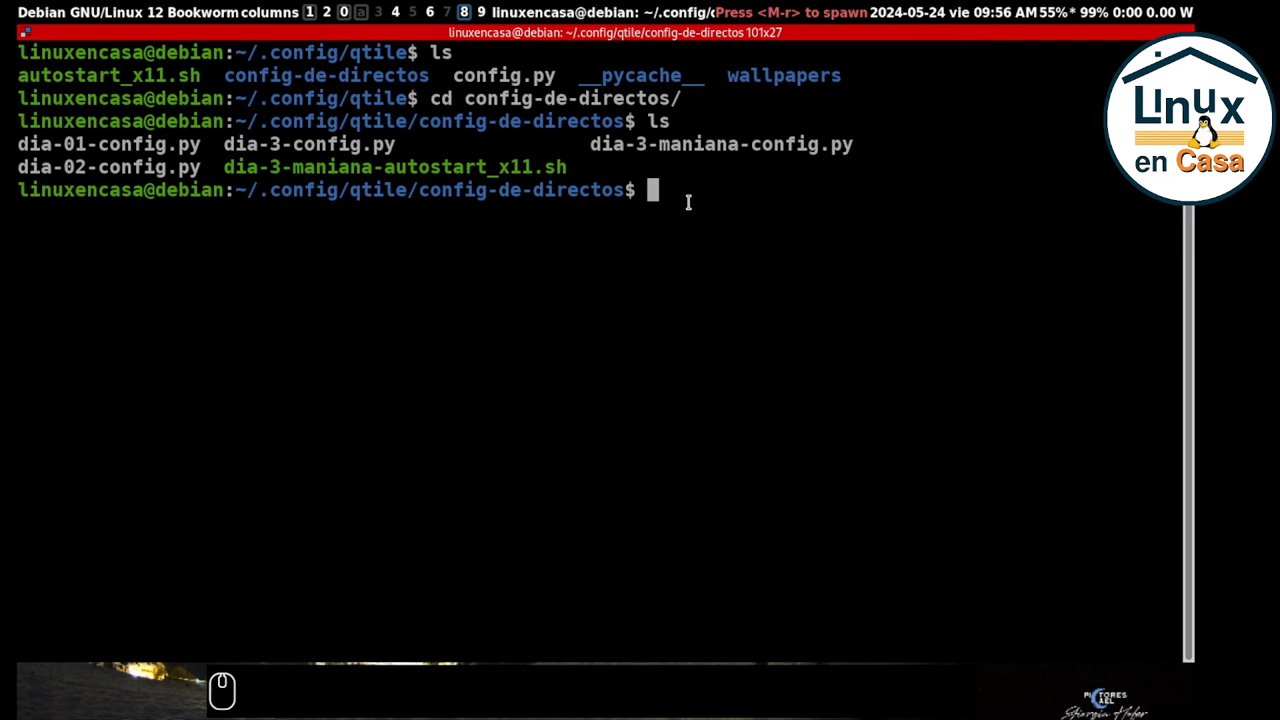 Debian GNU/Linux 12 Bookworm columns 1 2 0 a 3 4 5 6 7 8 9 linuxencasa@debian: ~/.config/ Press <M-r> to spawn 2024-05-24 vie 09:56 AM 55%* 99% 0:00 0.00 W
linuxencasa@debian: ~/.config/qtile/config-de-directos 101x27
linuxencasa@debian:~/.config/qtile$ ls
autostart_x11.sh config-de-directos config.py __pycache__ wallpapers
linuxencasa@debian:~/.config/qtile$ cd config-de-directos/
linuxencasa@debian:~/.config/qtile/config-de-directos$ ls
dia-01-config.py dia-3-config.py dia-3-maniana-config.py
dia-02-config.py dia-3-maniana-autostart_x11.sh
linuxencasa@debian:~/.config/qtile/config-de-directos$
LInux
en Casa